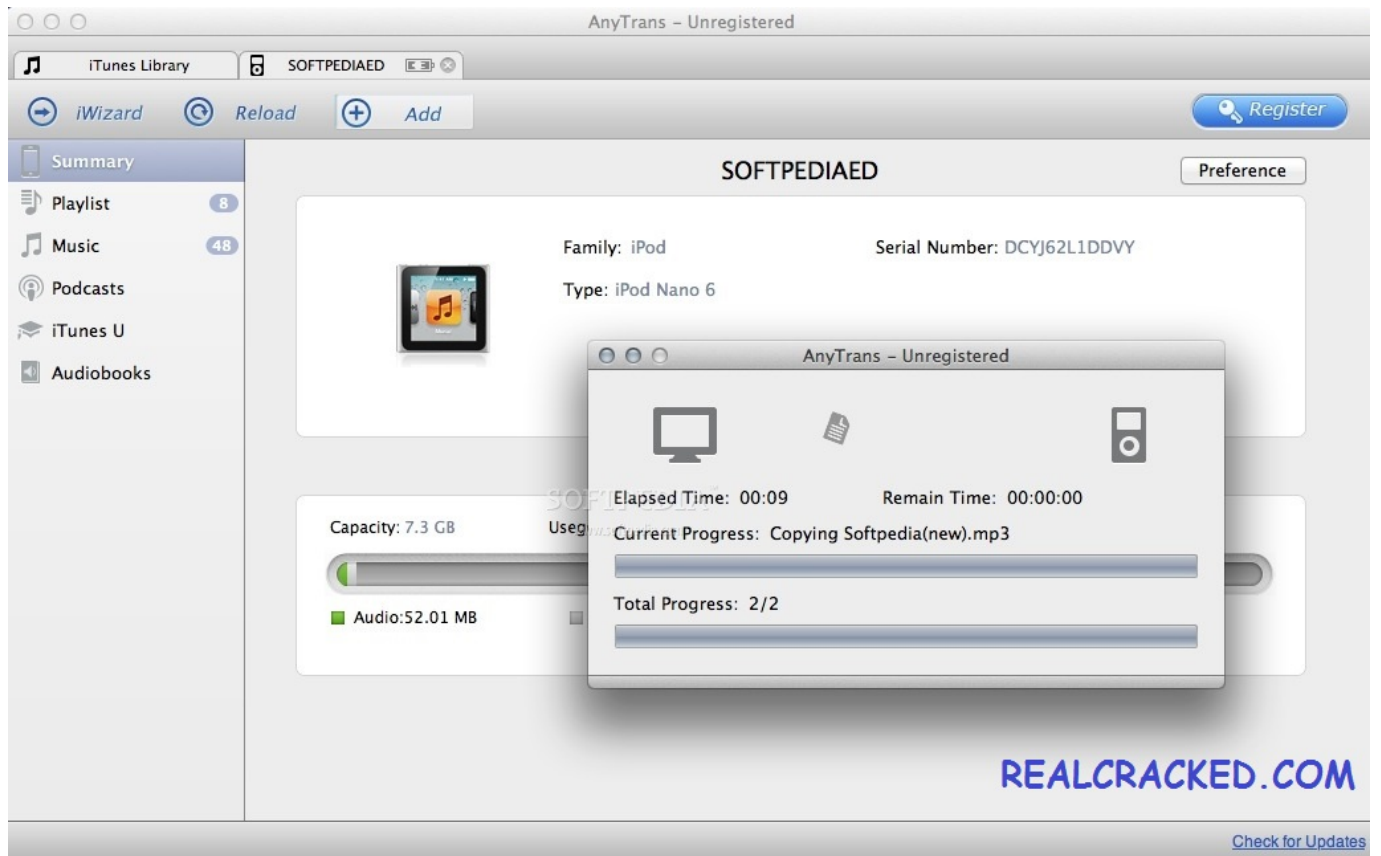 AnyTrans – Unregistered
iTunes Library SOFTPEDIAED
iWizard Reload Add Register
Summary
Playlist 8
Music 48
Podcasts
iTunes U
Audiobooks
SOFTPEDIAED Preference
Family: iPod Serial Number: DCYJ62L1DDVY
Type: iPod Nano 6
Capacity: 7.3 GB Useg
Audio:52.01 MB
AnyTrans – Unregistered
Elapsed Time: 00:09 Remain Time: 00:00:00
Current Progress: Copying Softpedia(new).mp3
Total Progress: 2/2
REALCRACKED.COM
Check for Updates